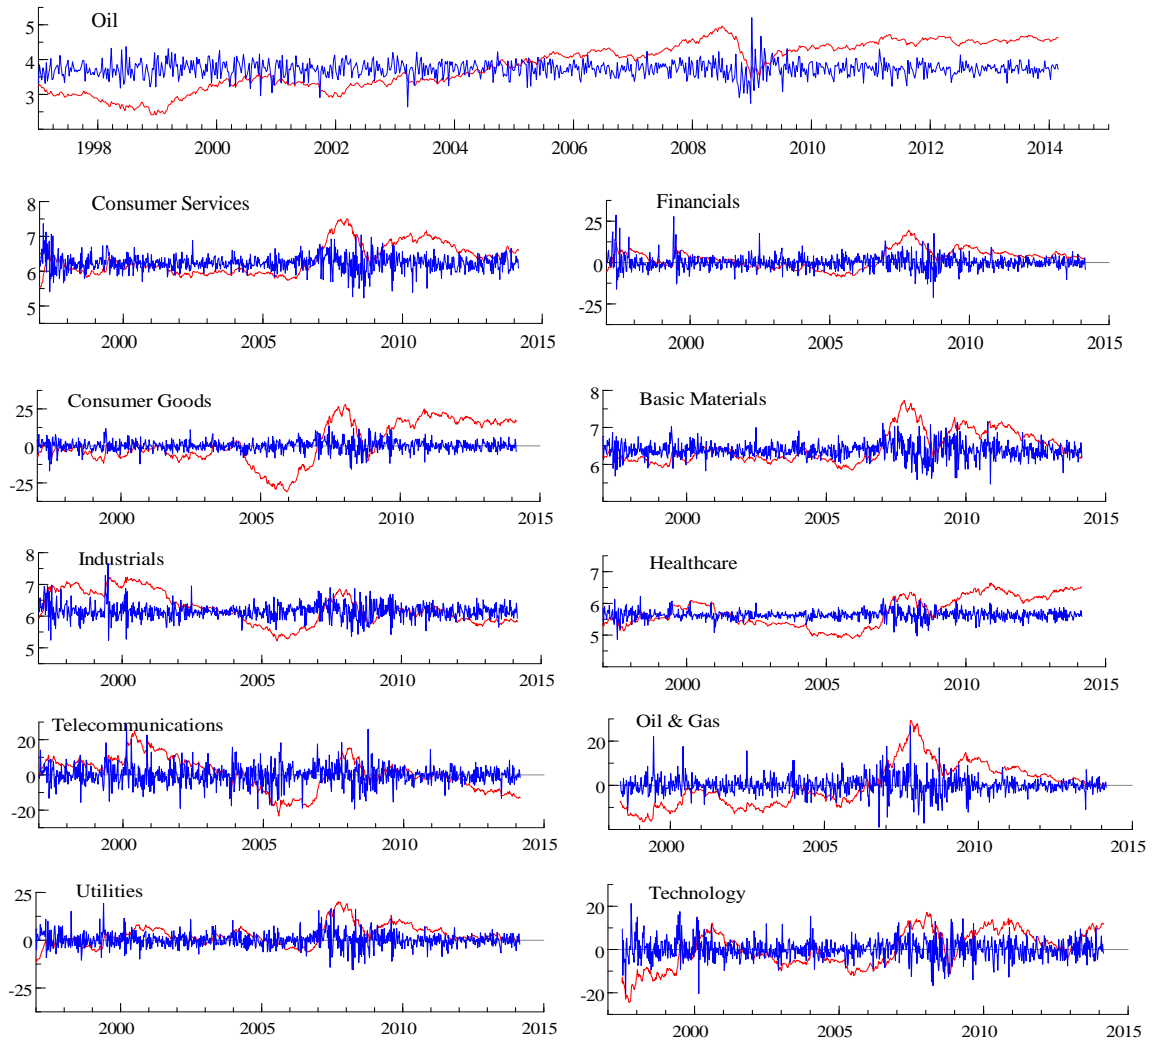 Oil
5
4
3
1998 2000 2002 2004 2006 2008 2010 2012 2014
Consumer Services
8
7
6
5
2000 2005 2010 2015
Financials
25
0
-25
2000 2005 2010 2015
Consumer Goods
25
0
-25
2000 2005 2010 2015
Basic Materials
8
7
6
2000 2005 2010 2015
Industrials
8
7
6
5
2000 2005 2010 2015
Healthcare
7
6
5
2000 2005 2010 2015
Telecommunications
20
0
-20
2000 2005 2010 2015
Oil & Gas
20
0
2000 2005 2010 2015
Utilities
25
0
-25
2000 2005 2010 2015
Technology
20
0
-20
2000 2005 2010 2015